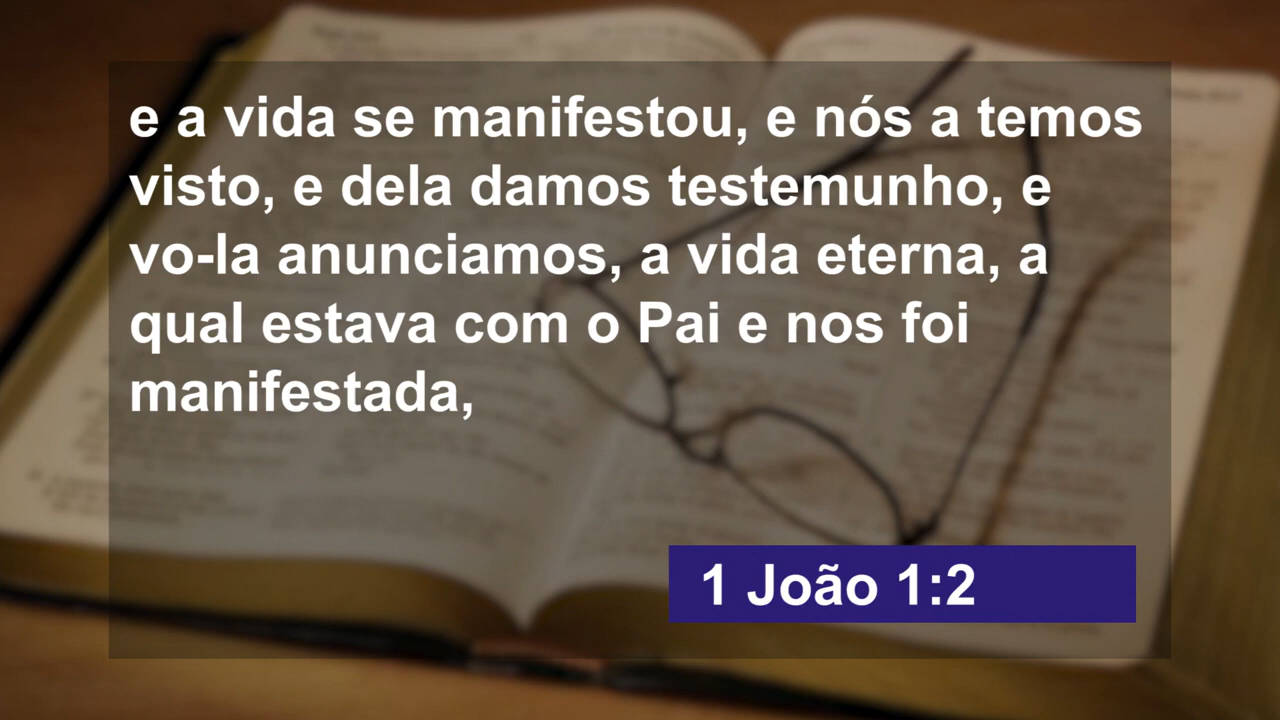 e a vida se manifestou, e nós a temos
visto, e dela damos testemunho, e
vo-la anunciamos, a vida eterna, a
qual estava com o Pai e nos foi
manifestada,
1 João 1:2